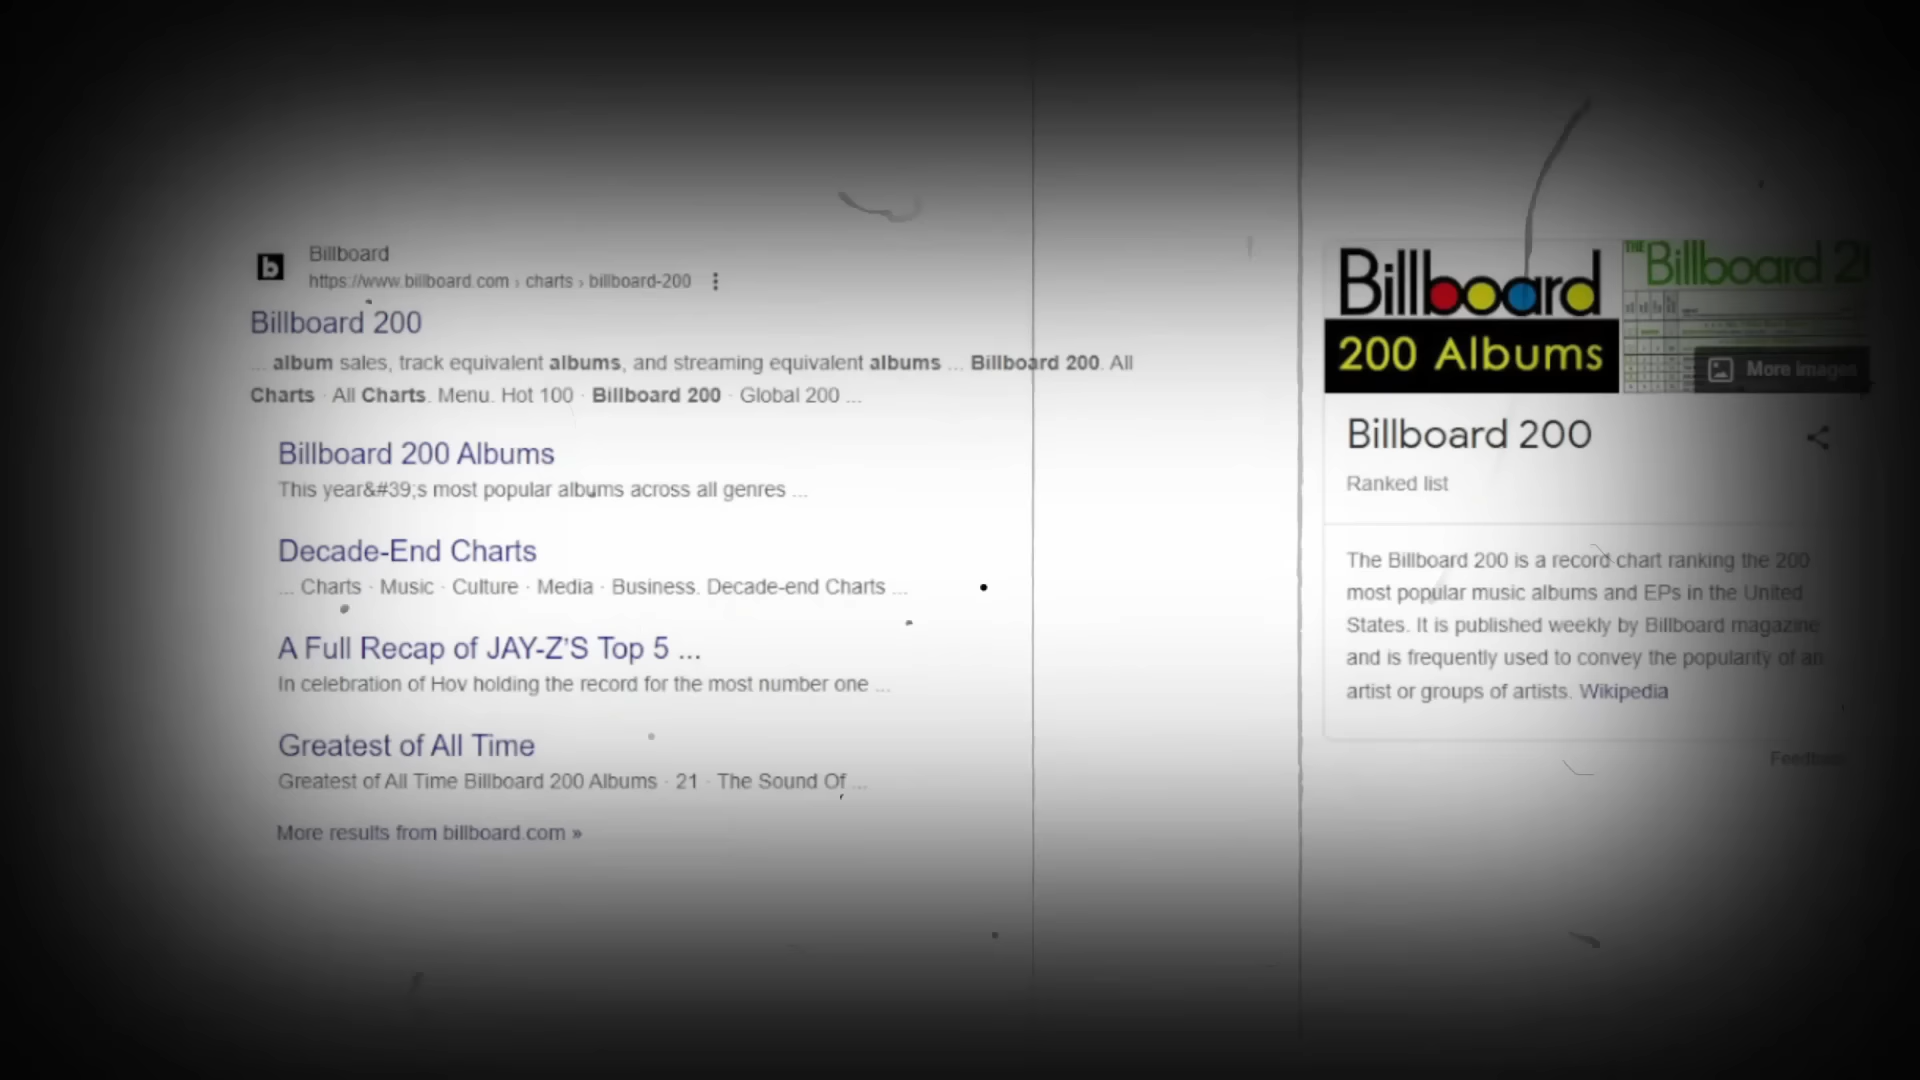 Billboard
https://www.billboard.com › charts › billboard-200
Billboard 200
... album sales, track equivalent albums, and streaming equivalent albums ... Billboard 200. All
Charts · All Charts. Menu. Hot 100 · Billboard 200 · Global 200 ...
Billboard 200 Albums
This year&#39;s most popular albums across all genres ...
Decade-End Charts
... Charts · Music · Culture · Media · Business. Decade-end Charts ...
A Full Recap of JAY-Z'S Top 5 ...
In celebration of Hov holding the record for the most number one ...
Greatest of All Time
Greatest of All Time Billboard 200 Albums · 21 · The Sound Of ...
More results from billboard.com »
Billboard
200 Albums
THE Billboard 20
More images
Billboard 200
Ranked list
The Billboard 200 is a record chart ranking the 200
most popular music albums and EPs in the United
States. It is published weekly by Billboard magazine
and is frequently used to convey the popularity of an
artist or groups of artists. Wikipedia
Feedback